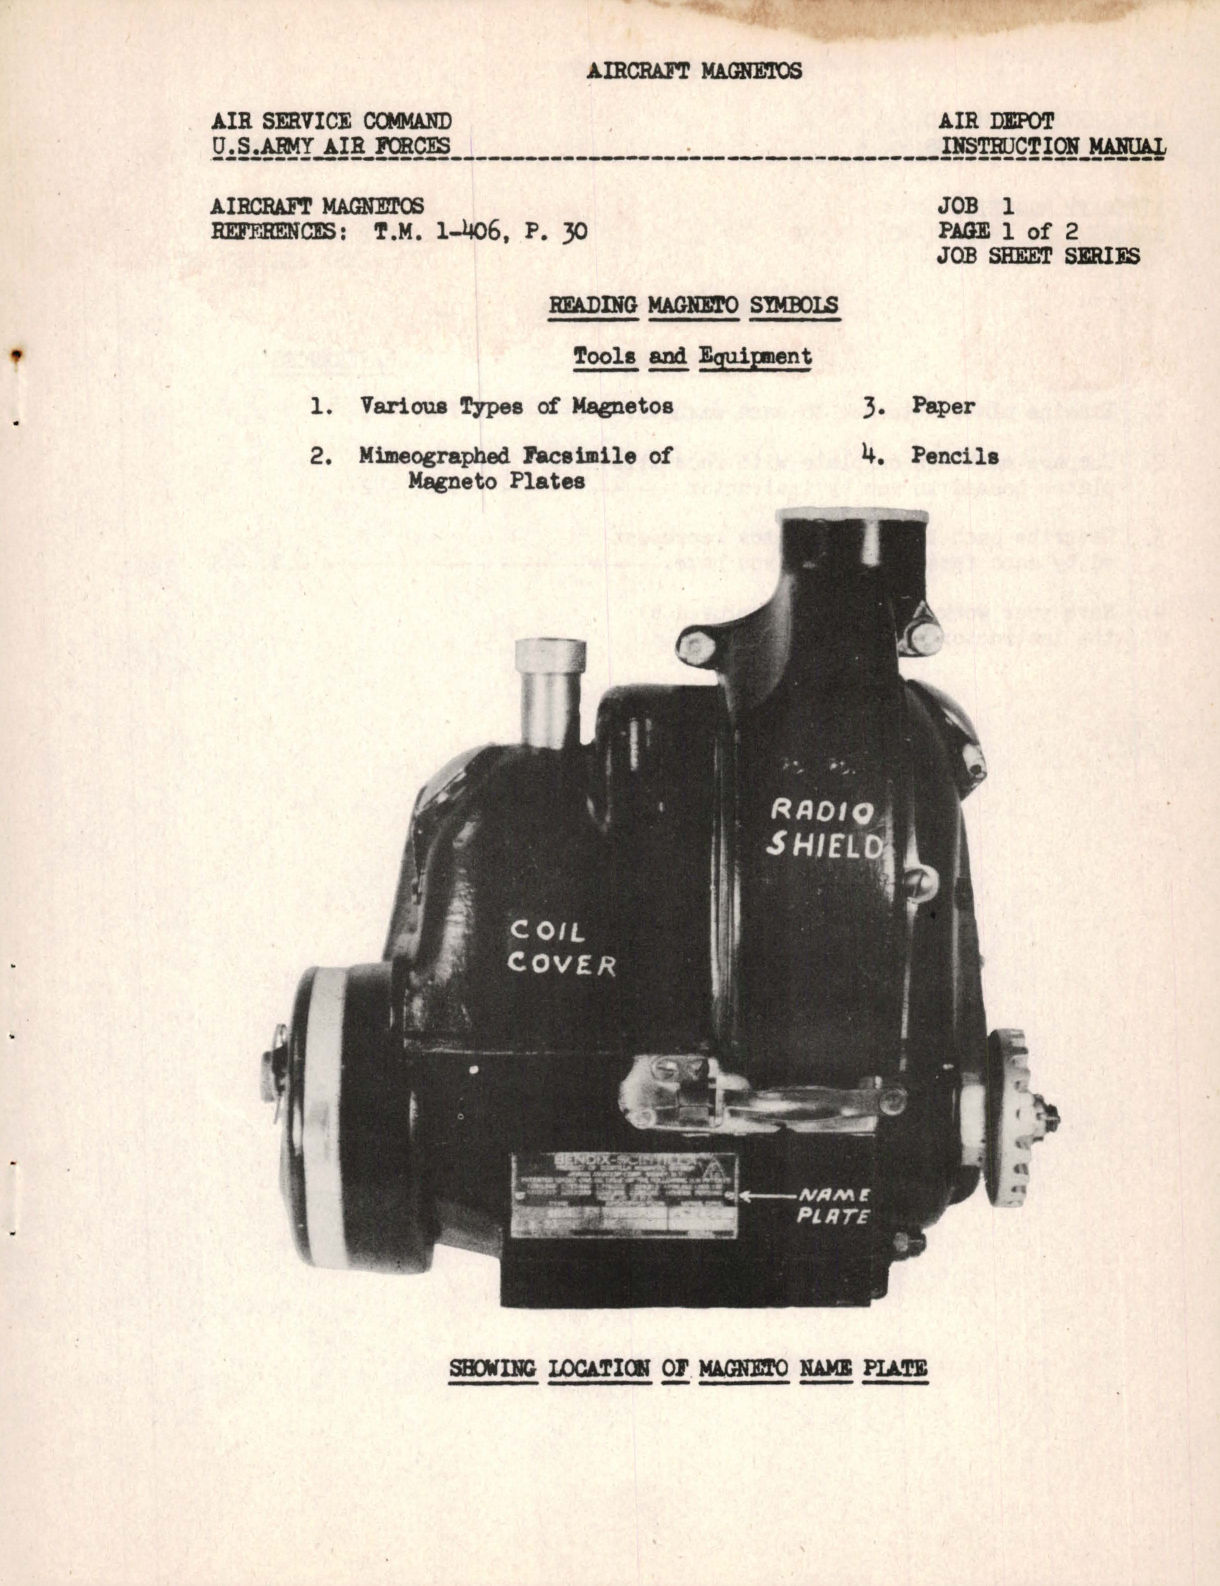 AIRCRAFT MAGNETOS
AIR SERVICE COMMAND
U.S.ARMY AIR FORCES
AIR DEPOT
INSTRUCTION MANUAL
AIRCRAFT MAGNETOS
REFERENCES: T.M. 1-406, P. 30
JOB 1
PAGE 1 of 2
JOB SHEET SERIES
READING MAGNETO SYMBOLS
Tools and Equipment
1. Various Types of Magnetos
2. Mimeographed Facsimile of
Magneto Plates
3. Paper
4. Pencils
RADIO
SHIELD
COIL
COVER
BENDIX-SCINTILLA
NAME
PLATE
SHOWING LOCATION OF MAGNETO NAME PLATE